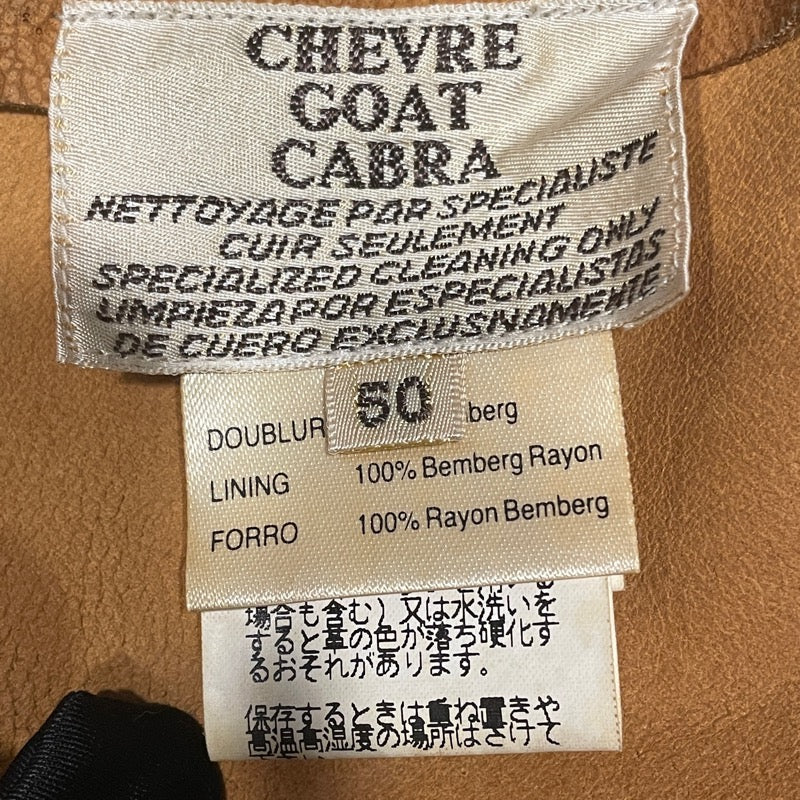 CHEVRE
GOAT
CABRA
NETTOYAGE PAR SPECIALISTE
CUIR SEULEMENT
SPECIALIZED CLEANING ONLY
LIMPIEZA POR ESPECIALISTAS
DE CUERO EXCLUSIVAMENTE
50
DOUBLUR berg
LINING 100% Bemberg Rayon
FORRO 100% Rayon Bemberg
場合も含む)又は水洗いを
すると革の色が落ち硬化す
るおそれがあります。
保存するときは重ね置きや
高温高湿度の場所はさけて